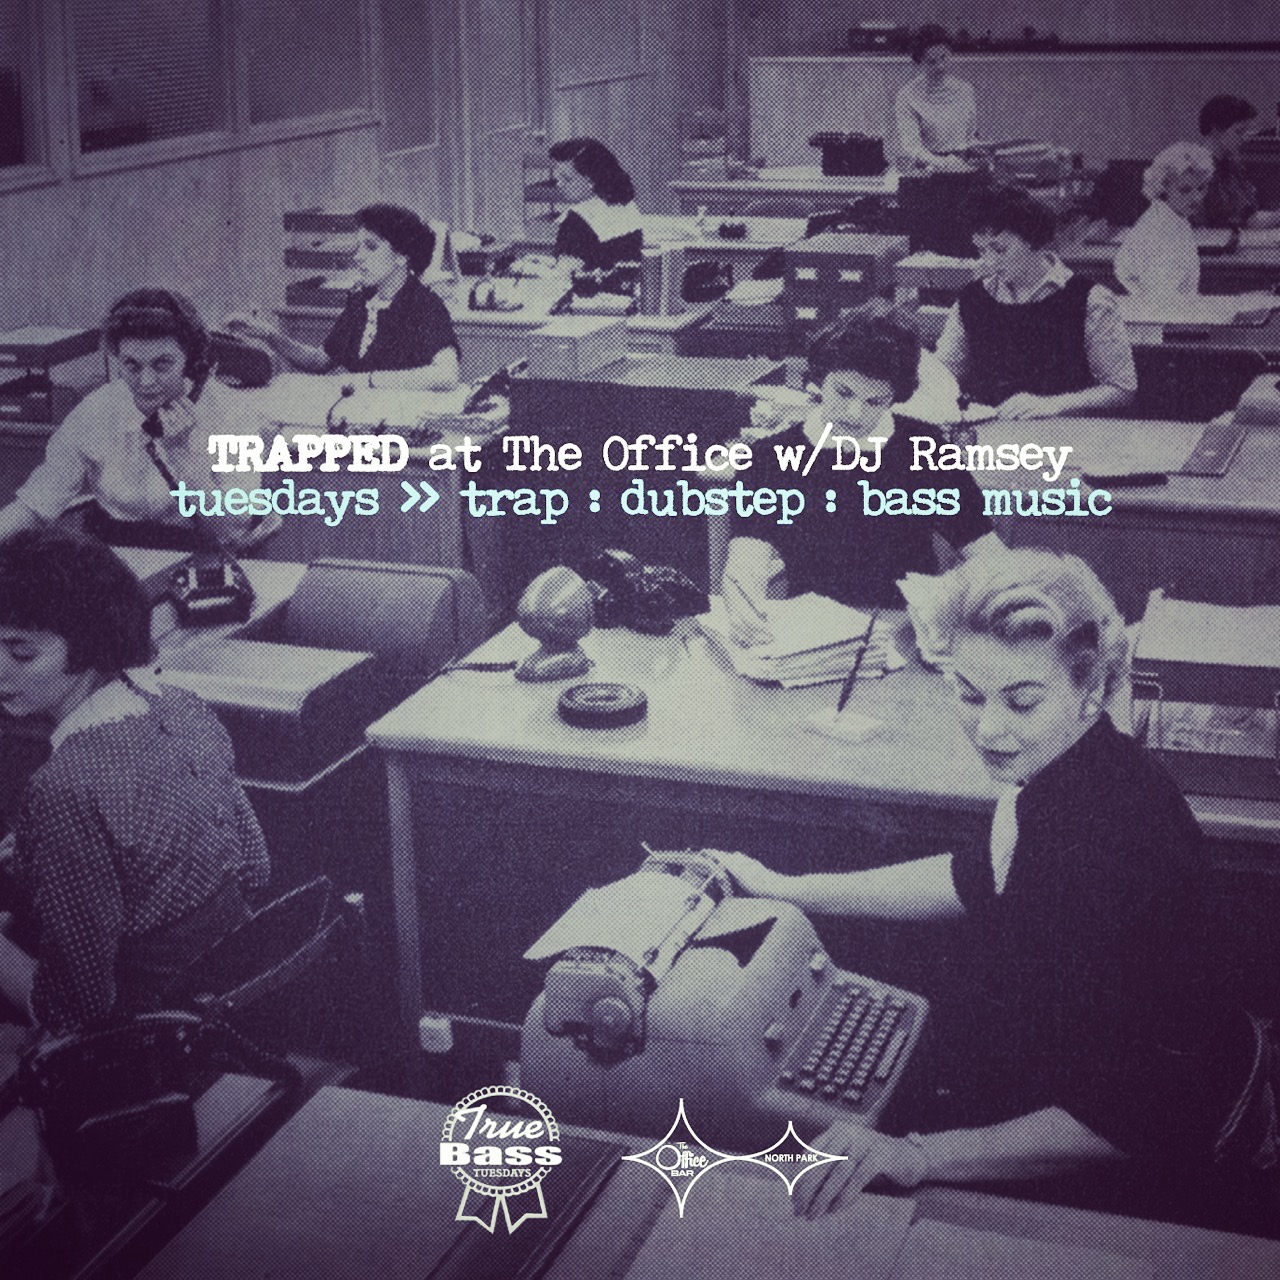 TRAPPED at The Office w/DJ Ramsey
tuesdays >> trap : dubstep : bass music
True
Bass
TUESDAYS
The
Office
BAR
NORTH PARK